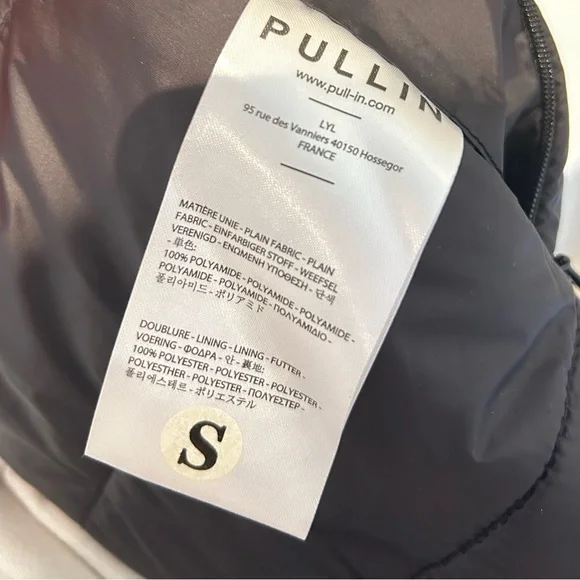 PULLIN
www.pull-in.com
LYL
95 rue des Vanniers 40150 Hossegor
FRANCE
MATIÈRE UNIE - PLAIN FABRIC - PLAIN
FABRIC - EINFARBIGER STOFF - WEEFSEL
VERENIGD - ΕΝΩΜΕΝΗ ΥΠΟΘΕΣΗ - 단색
- 単色:
100% POLYAMIDE - POLYAMIDE - POLYAMIDE -
POLYAMIDE - POLYAMIDE - ΠΟΛΥΑΜΙΔΙΟ -
폴리아미드 - ポリアミド
DOUBLURE - LINING - LINING - FUTTER -
VOERING - ΦΟΔΡΑ - 안 - 裏地:
100% POLYESTER - POLYESTER - POLYESTER -
POLYESTHER - POLYESTER - ΠΟΛΥΕΣΤΕΡ -
폴리에스테르 - ポリエステル
S